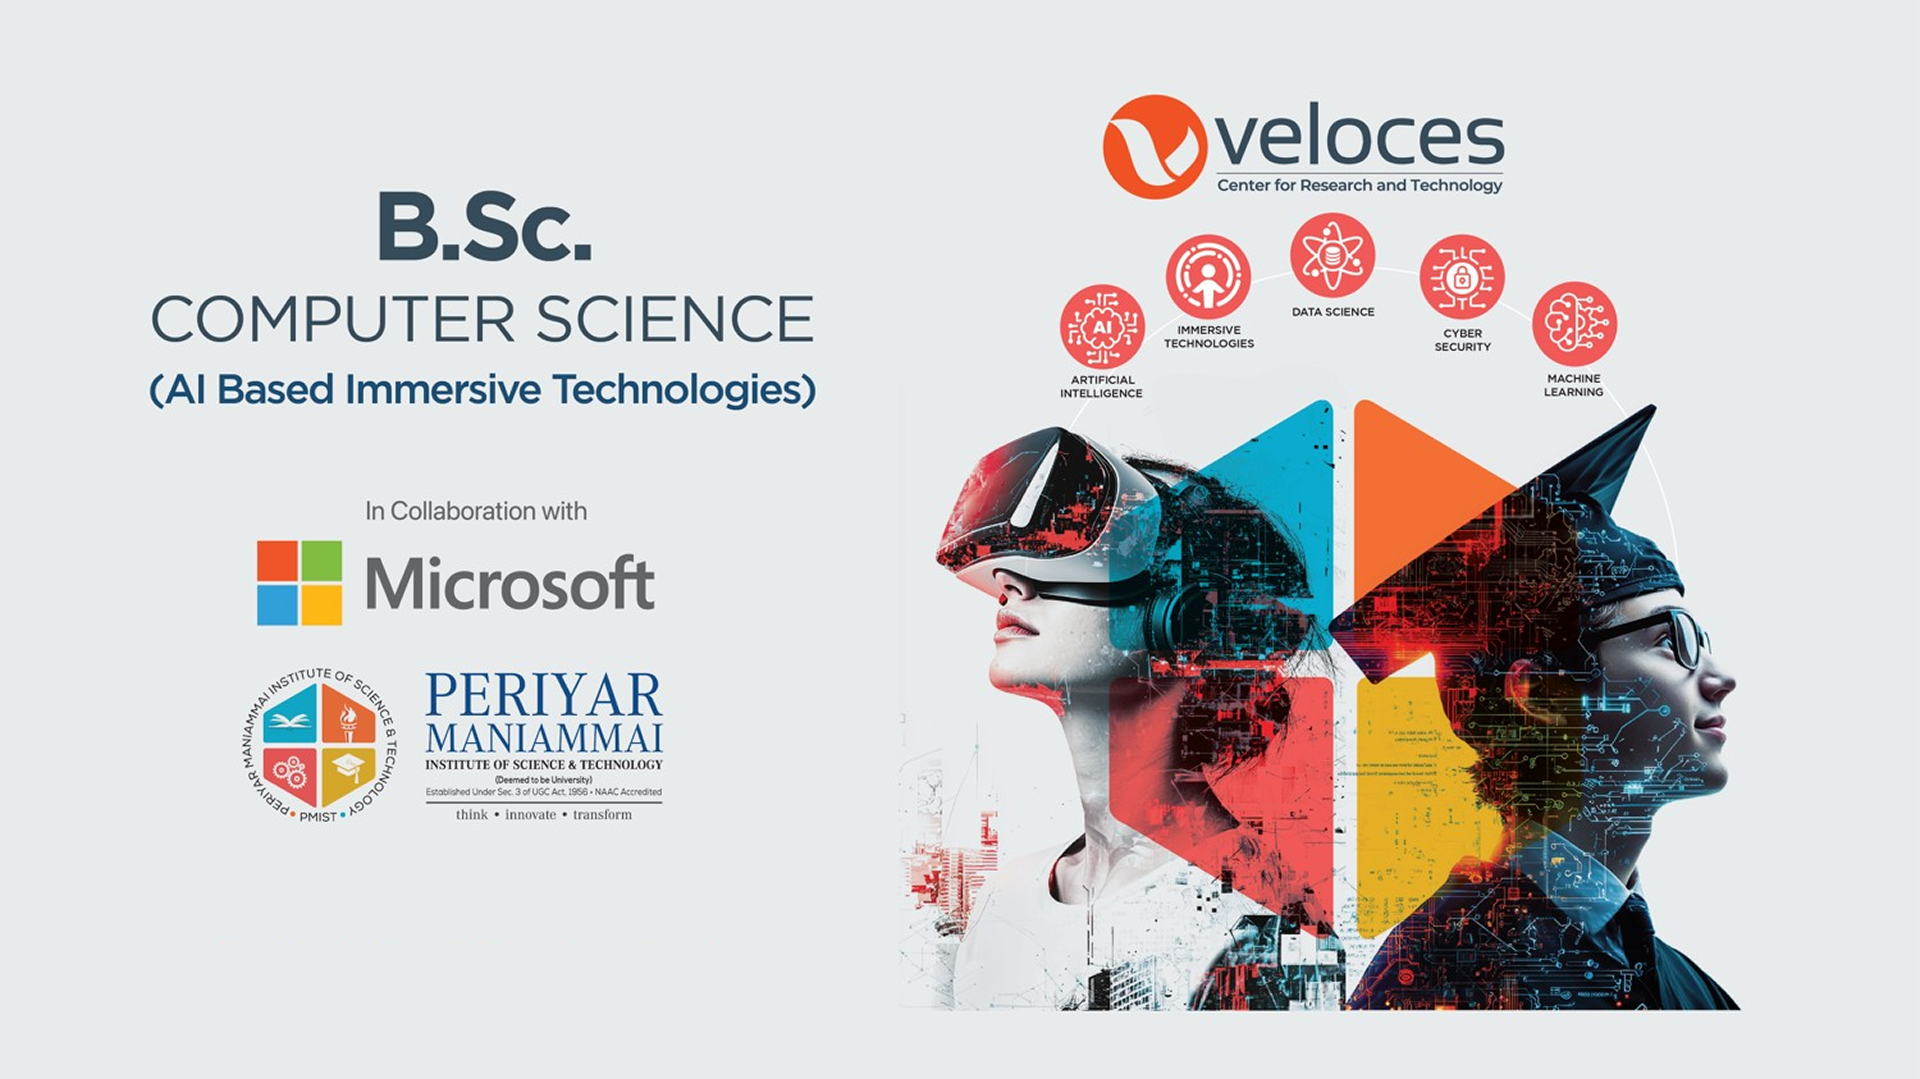 B.Sc.
COMPUTER SCIENCE
(AI Based Immersive Technologies)
In Collaboration with
Microsoft
PERIYAR MANIAMMAI INSTITUTE OF SCIENCE & TECHNOLOGY
• PMIST •
PERIYAR
MANIAMMAI
INSTITUTE OF SCIENCE & TECHNOLOGY
(Deemed to be University)
Established Under Sec. 3 of UGC Act, 1956 • NAAC Accredited
think • innovate • transform
veloces
Center for Research and Technology
AI
ARTIFICIAL
INTELLIGENCE
IMMERSIVE
TECHNOLOGIES
DATA SCIENCE
CYBER
SECURITY
MACHINE
LEARNING